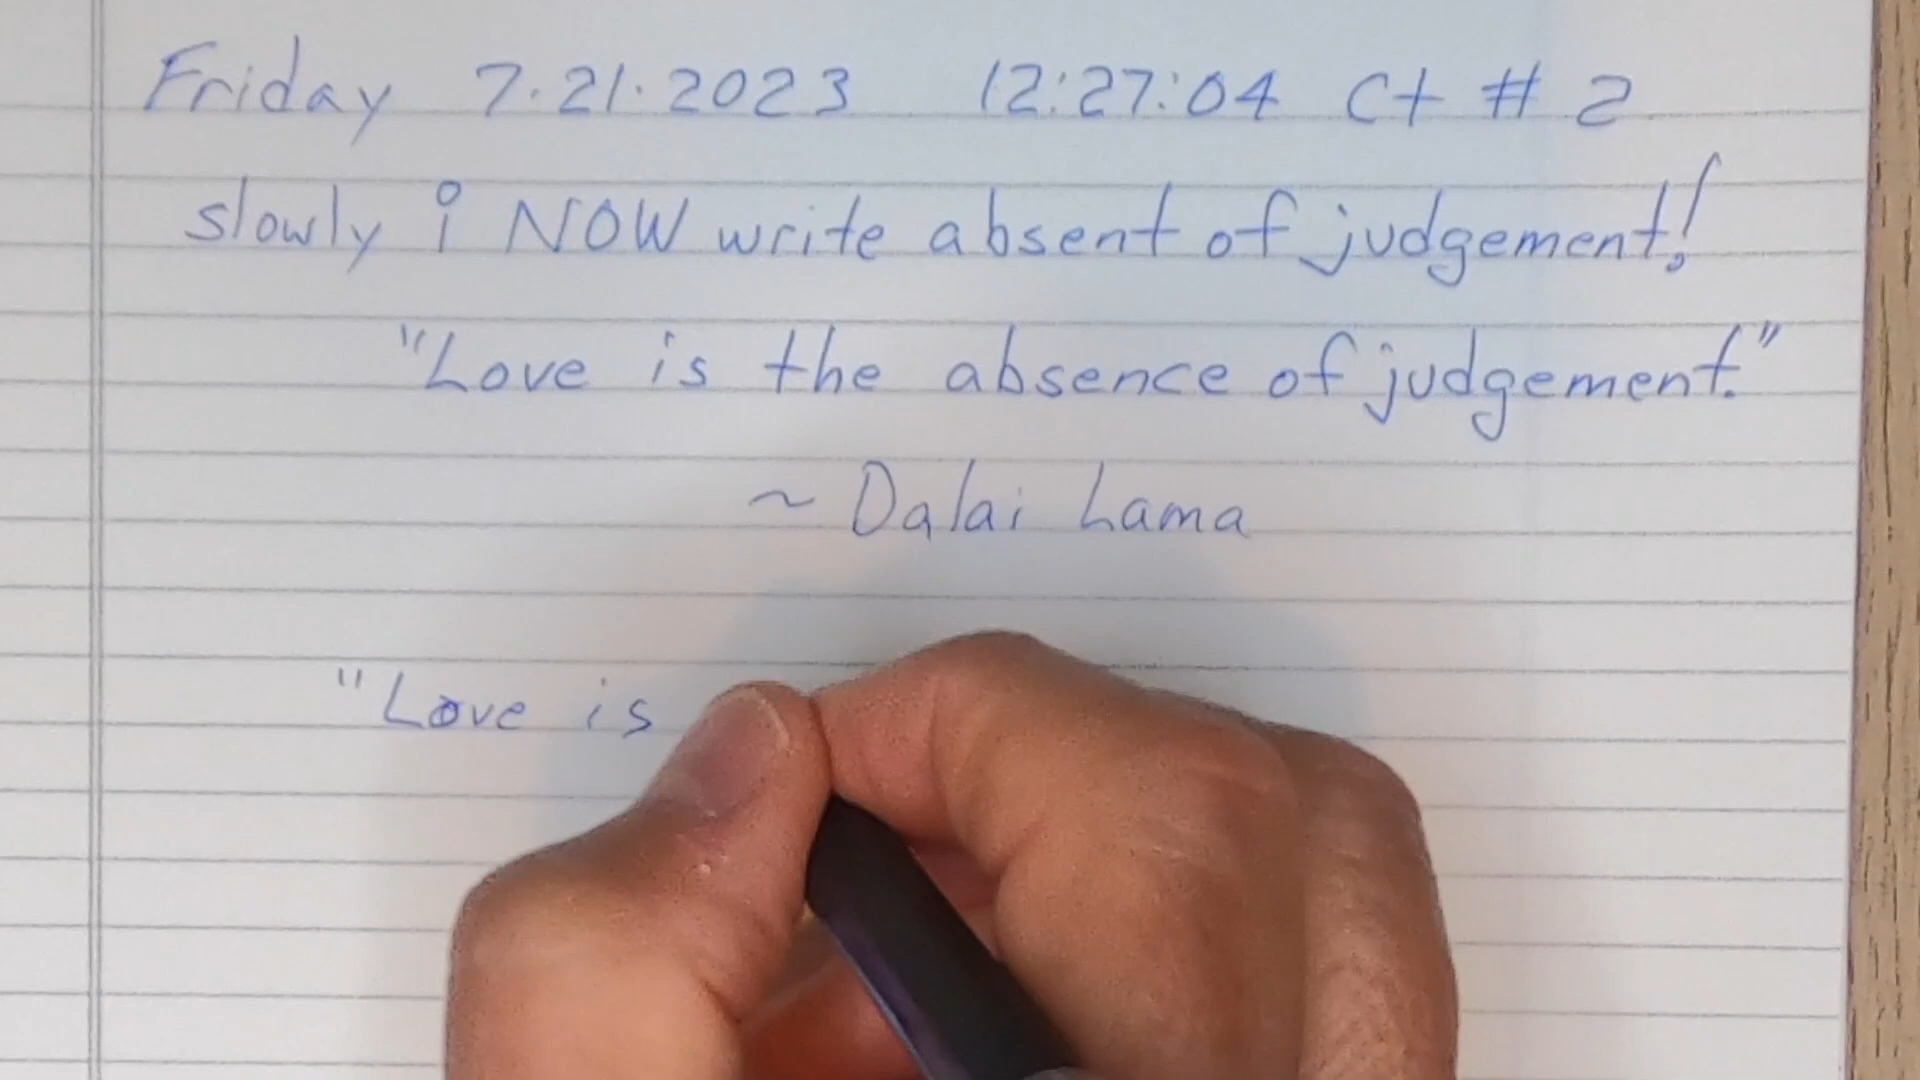 Friday 7.21.2023 12:27:04 Ct # 2
slowly i NOW write absent of judgement!
"Love is the absence of judgement."
~ Dalai Lama
"Love is